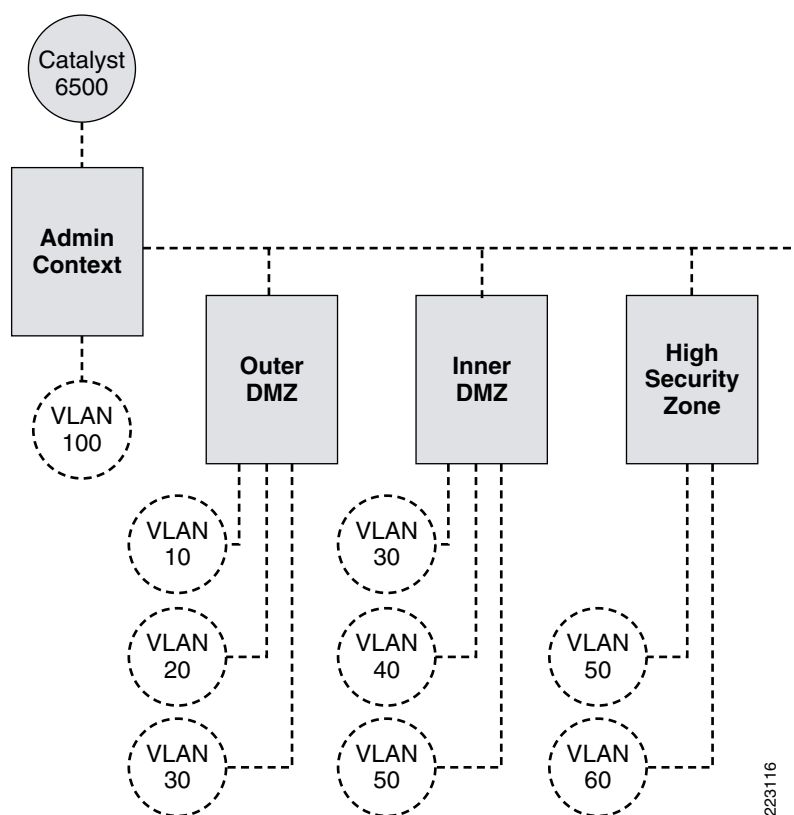 Catalyst
6500
Admin
Context
VLAN
100
Outer
DMZ
Inner
DMZ
High
Security
Zone
VLAN
10
VLAN
20
VLAN
30
VLAN
30
VLAN
40
VLAN
50
VLAN
50
VLAN
60
223116